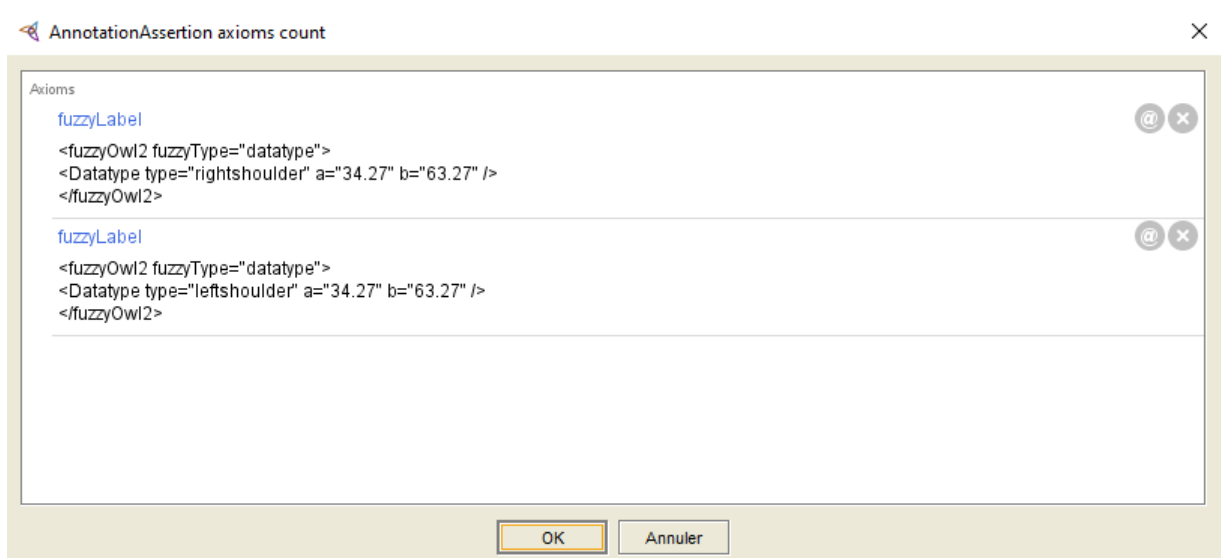 AnnotationAssertion axioms count
Axioms
fuzzyLabel
<fuzzyOwl2 fuzzyType="datatype">
<Datatype type="rightshoulder" a="34.27" b="63.27" />
</fuzzyOwl2>
fuzzyLabel
<fuzzyOwl2 fuzzyType="datatype">
<Datatype type="leftshoulder" a="34.27" b="63.27" />
</fuzzyOwl2>
OK Annuler